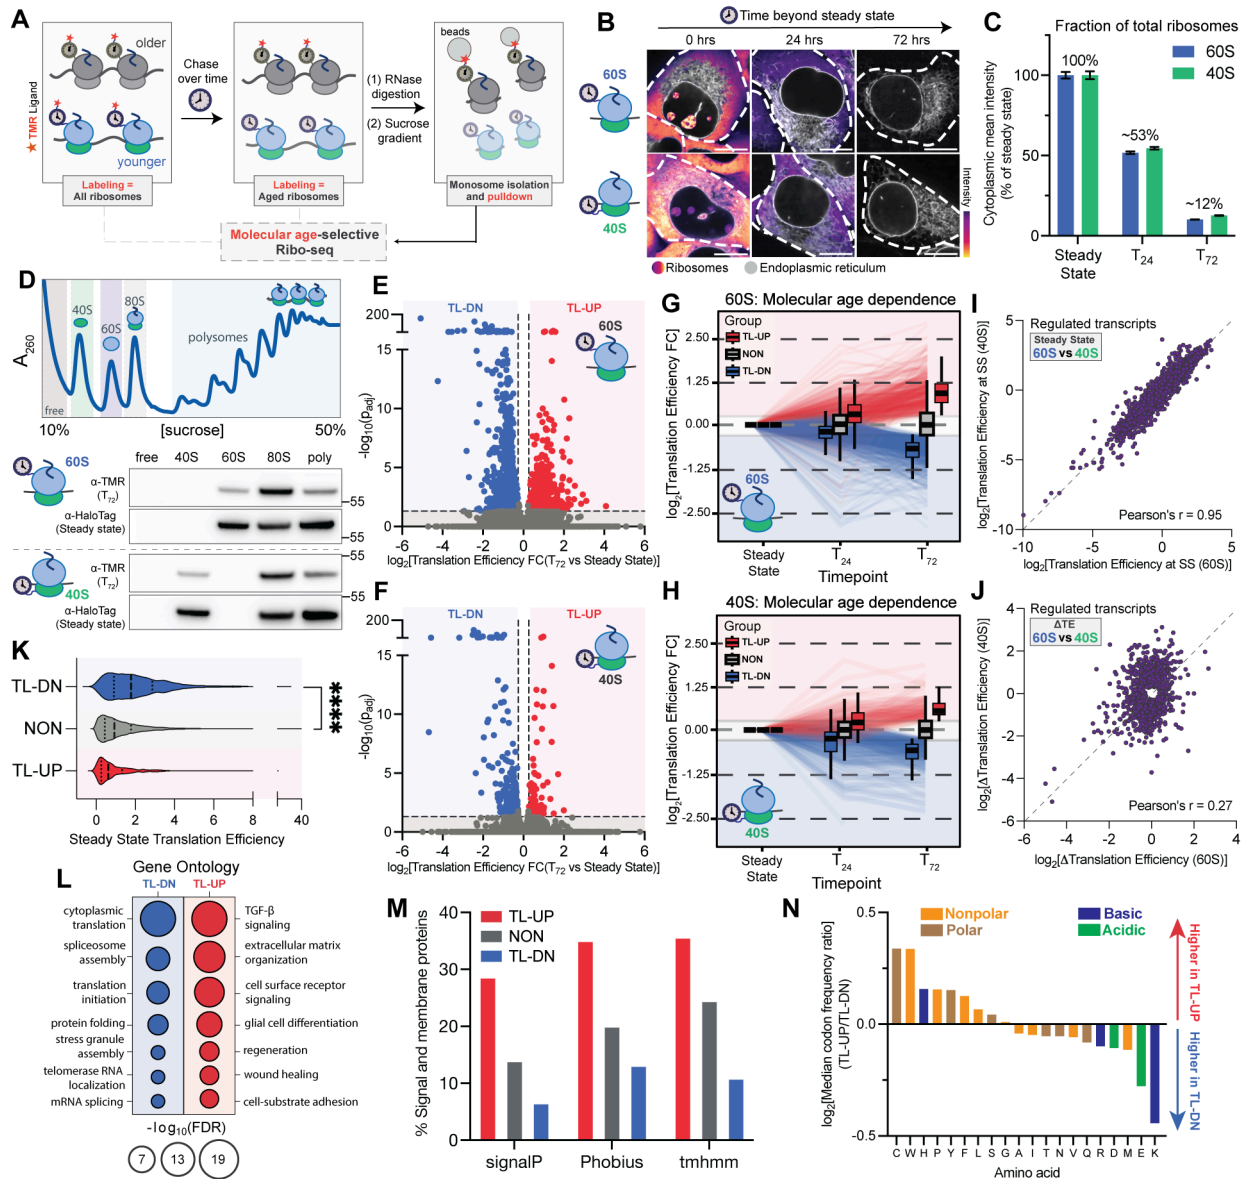 A
older
younger
TMR Ligand
Chase
over time
(1) RNase
digestion
(2) Sucrose
gradient
beads
Labeling =
All ribosomes
Labeling =
Aged ribosomes
Monosome isolation
and pulldown
Molecular age-selective
Ribo-seq
B
Time beyond steady state
0 hrs
24 hrs
72 hrs
60S
40S
Intensity
Ribosomes
Endoplasmic reticulum
C
Fraction of total ribosomes
60S
40S
100%
~53%
~12%
150
100
50
0
Cytoplasmic mean intensity
(% of steady state)
Steady
State
T24
T72
D
A260
40S
60S
80S
polysomes
free
10%
[sucrose]
50%
60S
free
40S
60S
80S
poly
α-TMR
(T72)
55
α-HaloTag
(Steady state)
55
40S
α-TMR
(T72)
55
α-HaloTag
(Steady state)
55
E
TL-DN
TL-UP
60S
200
15
10
5
0
-log10(padj)
-6
-4
-2
0
2
4
6
log2[Translation Efficiency FC(T72 vs Steady State)]
F
TL-DN
TL-UP
40S
200
15
10
5
0
-log10(padj)
-6
-4
-2
0
2
4
6
log2[Translation Efficiency FC(T72 vs Steady State)]
G
60S: Molecular age dependence
Group
TL-UP
NON
TL-DN
2.50
1.25
0.00
-1.25
-2.50
log2[Translation Efficiency FC]
60S
Steady
State
T24
T72
Timepoint
H
40S: Molecular age dependence
Group
TL-UP
NON
TL-DN
2.50
1.25
0.00
-1.25
-2.50
log2[Translation Efficiency FC]
40S
Steady
State
T24
T72
Timepoint
I
Regulated transcripts
Steady State
60S vs 40S
5
0
-5
-10
log2[Translation Efficiency at SS (40S)]
Pearson's r = 0.95
-10
-5
0
5
log2[Translation Efficiency at SS (60S)]
J
Regulated transcripts
ΔTE
60S vs 40S
4
2
0
-2
-4
-6
log2[ΔTranslation Efficiency (40S)]
Pearson's r = 0.27
-6
-4
-2
0
2
4
log2[ΔTranslation Efficiency (60S)]
K
TL-DN
NON
TL-UP
****
0
2
4
6
8
40
Steady State Translation Efficiency
L
Gene Ontology
TL-DN
TL-UP
cytoplasmic
translation
TGF-β
signaling
spliceosome
assembly
extracellular matrix
organization
translation
initiation
cell surface receptor
signaling
protein folding
glial cell differentiation
stress granule
assembly
regeneration
telomerase RNA
localization
wound healing
mRNA splicing
cell-substrate adhesion
-log10(FDR)
7
13
19
M
TL-UP
NON
TL-DN
40
30
20
10
0
% Signal and membrane proteins
signalP
Phobius
tmhmm
N
Nonpolar
Polar
Basic
Acidic
0.5
0.0
-0.5
log2[Median codon frequency ratio]
(TL-UP/TL-DN)
Higher in TL-UP
Higher in TL-DN
C W H P Y F L S G A I T N V Q R D M E K
Amino acid